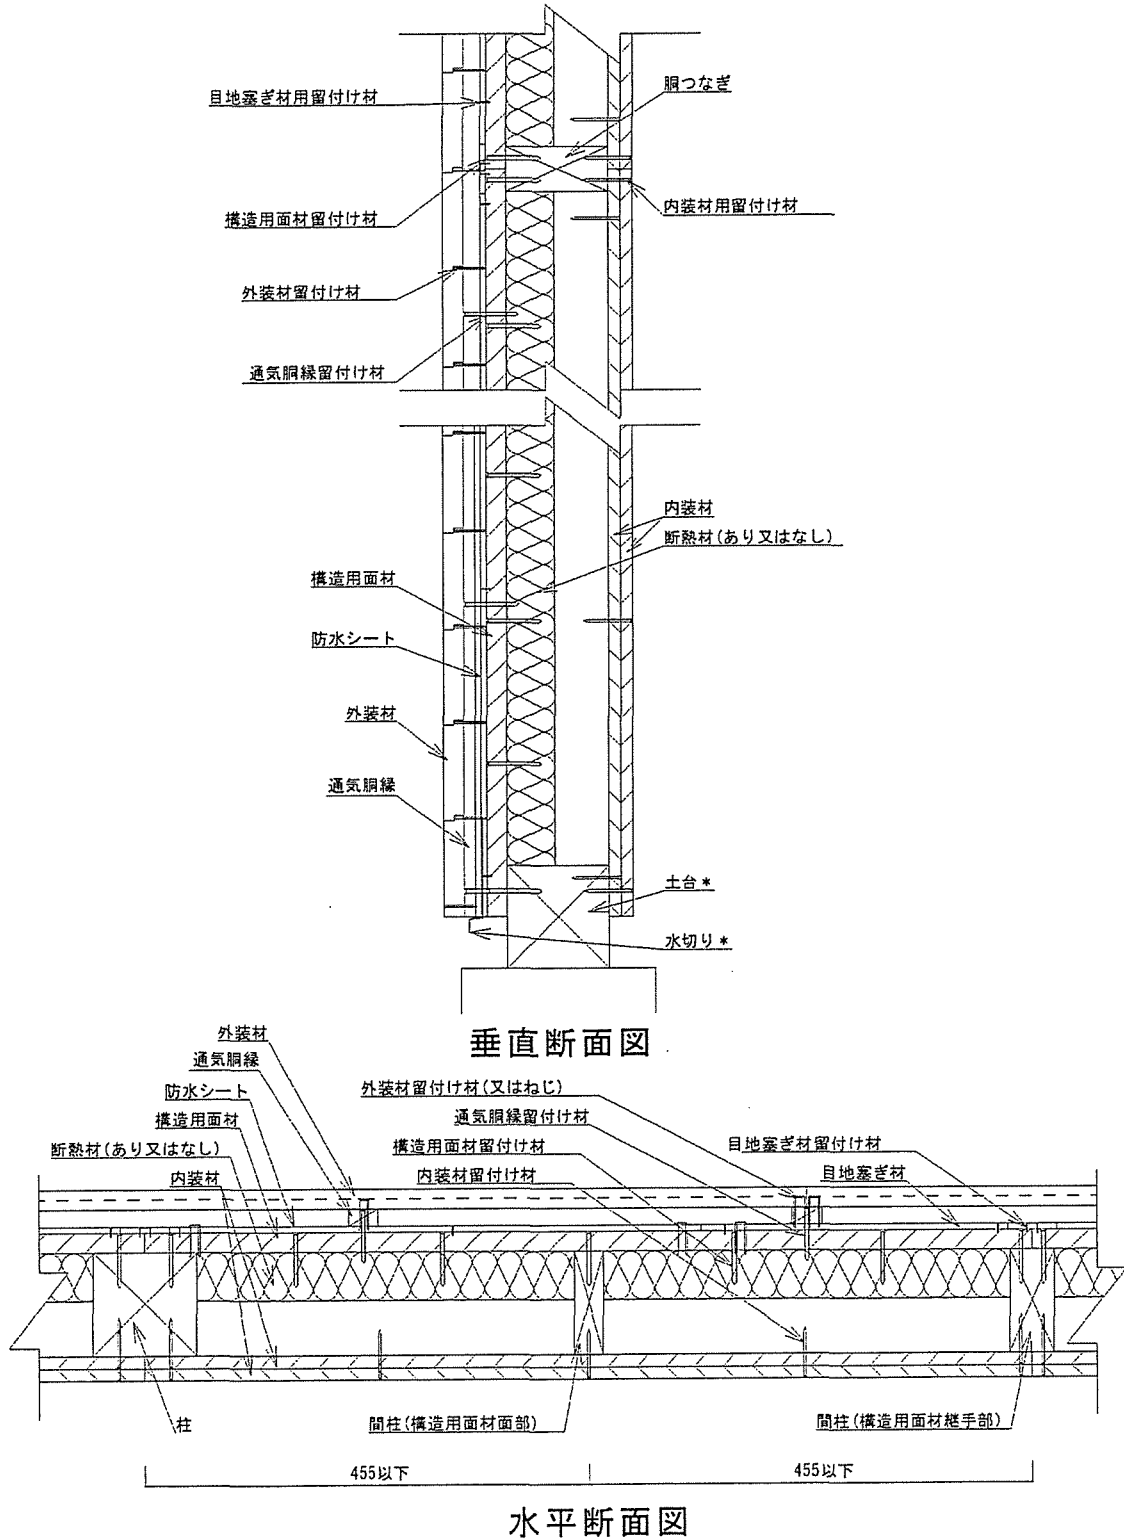 目地塞ぎ材用留付け材
胴つなぎ
構造用面材留付け材
内装材用留付け材
外装材留付け材
通気胴縁留付け材
内装材
断熱材(あり又はなし)
構造用面材
防水シート
外装材
通気胴縁
土台*
水切り*
垂直断面図
外装材
通気胴縁
防水シート
構造用面材
断熱材(あり又はなし)
内装材
外装材留付け材(又はねじ)
通気胴縁留付け材
構造用面材留付け材
内装材留付け材
目地塞ぎ材留付け材
目地塞ぎ材
柱
間柱(構造用面材面部)
間柱(構造用面材継手部)
455以下
455以下
水平断面図